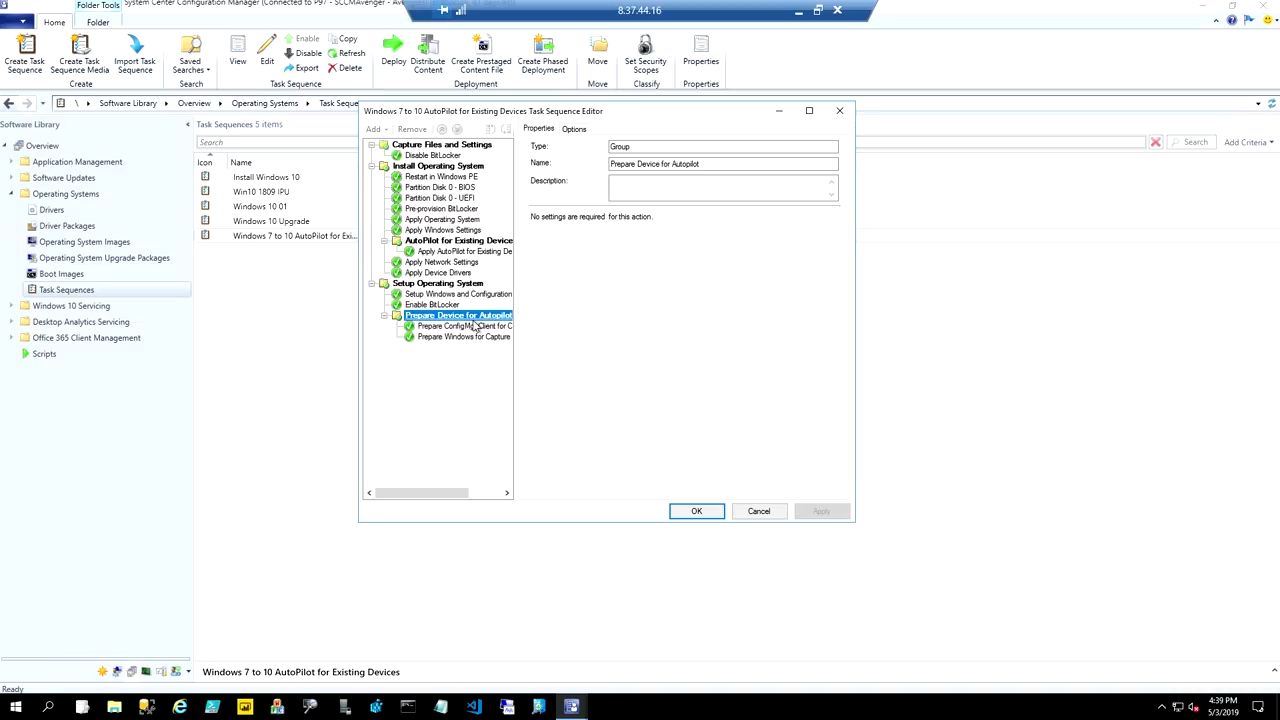 Folder Tools
System Center Configuration Manager (Connected to P97 - SCCMAvenger - Av
8.37.44.16
Home
Folder
Create Task
Sequence
Create Task
Sequence Media
Import Task
Sequence
Create
Saved
Searches
Search
View
Edit
Enable
Disable
Export
Copy
Refresh
Delete
Task Sequence
Deploy
Distribute
Content
Create Prestaged
Content File
Create Phased
Deployment
Deployment
Move
Move
Set Security
Scopes
Classify
Properties
Properties
\ Software Library Overview Operating Systems Task Seque
Software Library
Overview
Application Management
Software Updates
Operating Systems
Drivers
Driver Packages
Operating System Images
Operating System Upgrade Packages
Boot Images
Task Sequences
Windows 10 Servicing
Desktop Analytics Servicing
Office 365 Client Management
Scripts
Task Sequences 5 items
Search
Search
Add Criteria
Icon Name
Install Windows 10
Win10 1809 IPU
Windows 10 01
Windows 10 Upgrade
Windows 7 to 10 AutoPilot for Exi...
Windows 7 to 10 AutoPilot for Existing Devices Task Sequence Editor
Add
Remove
Capture Files and Settings
Disable BitLocker
Install Operating System
Restart in Windows PE
Partition Disk 0 - BIOS
Partition Disk 0 - UEFI
Pre-provision BitLocker
Apply Operating System
Apply Windows Settings
AutoPilot for Existing Device
Apply AutoPilot for Existing De
Apply Network Settings
Apply Device Drivers
Setup Operating System
Setup Windows and Configuration
Enable BitLocker
Prepare Device for Autopilot
Prepare ConfigMgr Client for C
Prepare Windows for Capture
Properties Options
Type: Group
Name: Prepare Device for Autopilot
Description:
No settings are required for this action.
OK
Cancel
Apply
Windows 7 to 10 AutoPilot for Existing Devices
Ready
4:39 PM
5/3/2019